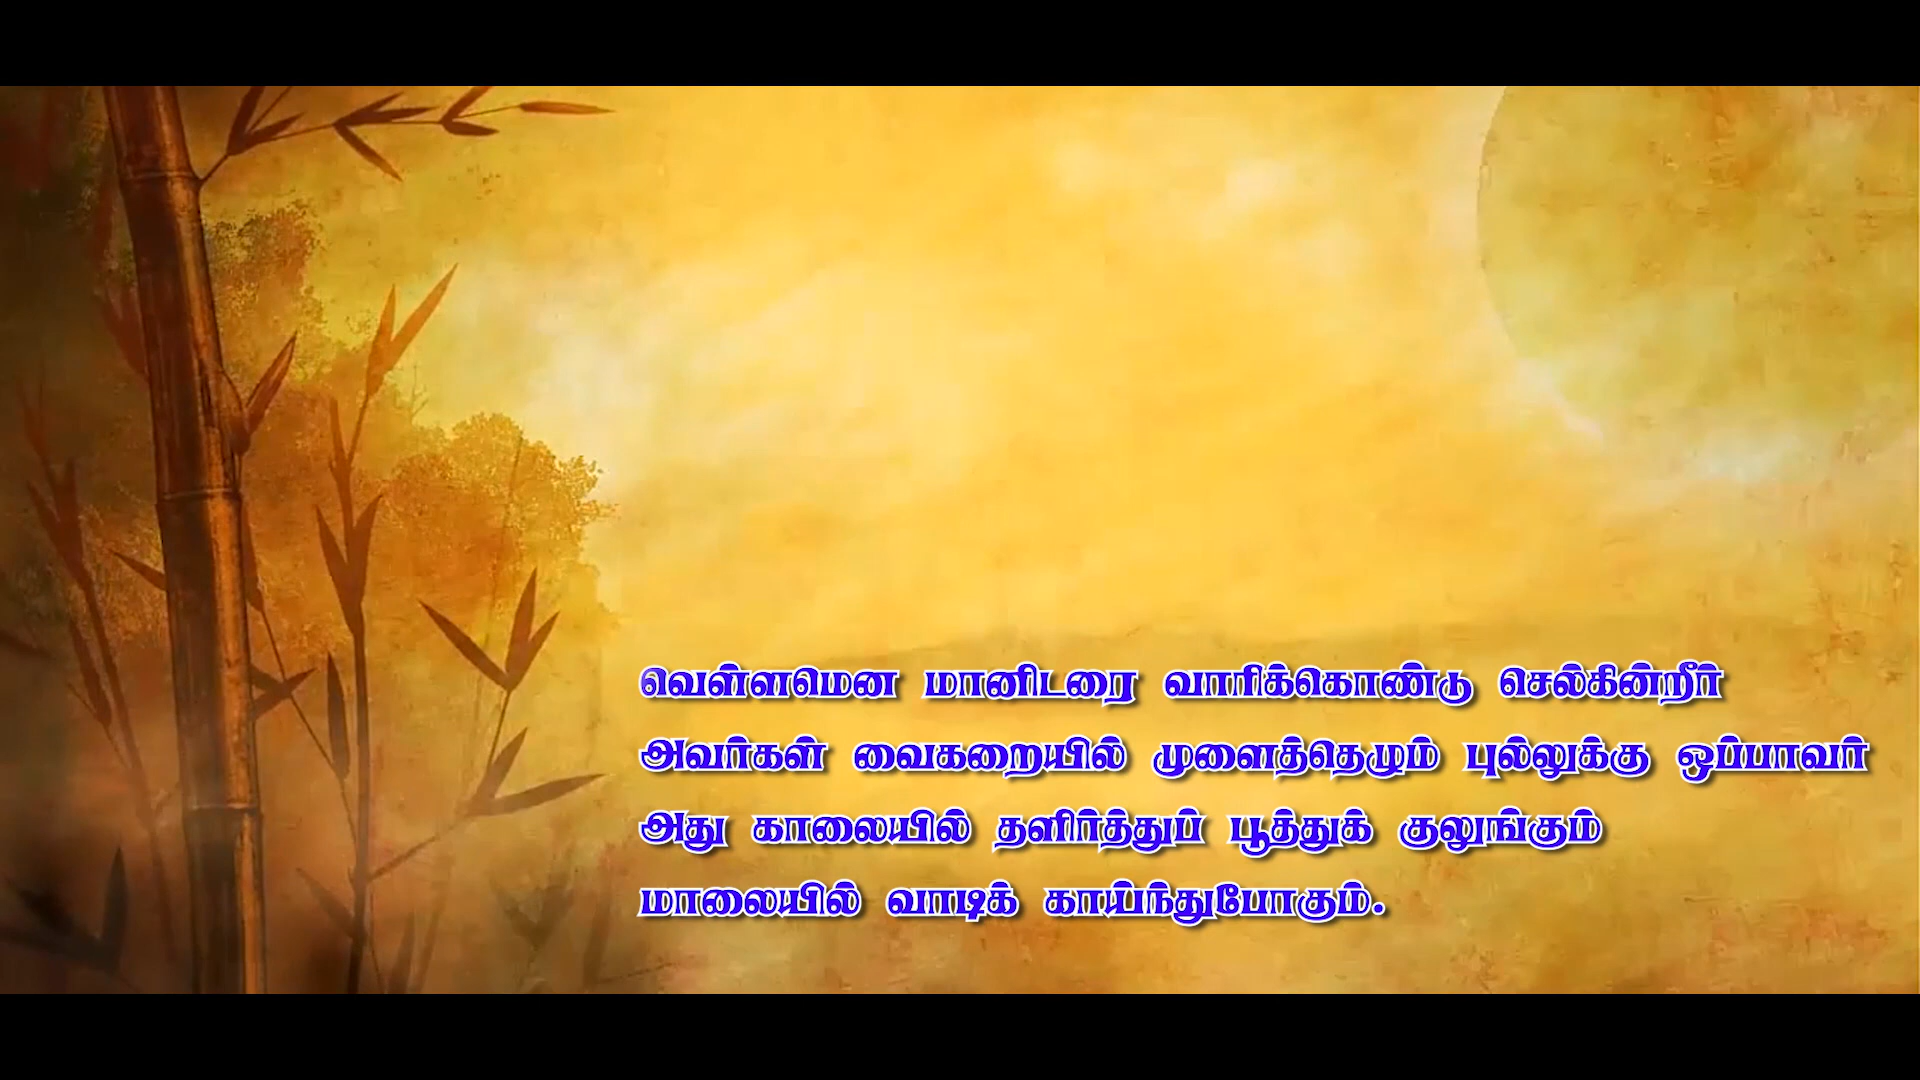 வெள்ளமென மானிடரை வாரிக்கொண்டு செல்கின்றீர்
அவர்கள் வைகறையில் முளைத்தெழும் புல்லுக்கு ஒப்பாவர்
அது காலையில் தளிர்த்துப் பூத்துக் குலுங்கும்
மாலையில் வாடிக் காய்ந்துபோகும்.